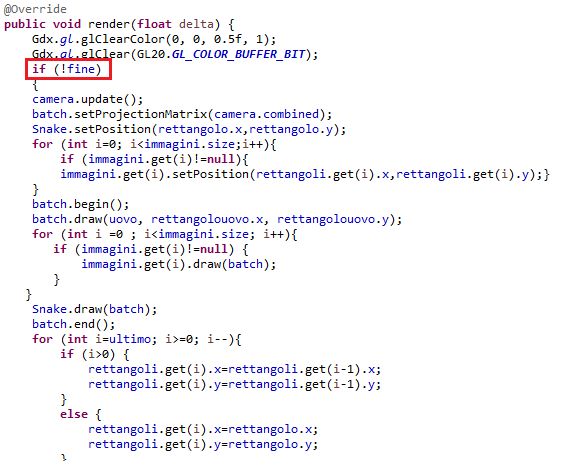 @Override
public void render(float delta) {
Gdx.gl.glClearColor(0, 0, 0.5f, 1);
Gdx.gl.glClear(GL20.GL_COLOR_BUFFER_BIT);
if (!fine)
{
camera.update();
batch.setProjectionMatrix(camera.combined);
Snake.setPosition(rettangolo.x,rettangolo.y);
for (int i=0; i<immagini.size;i++){
if (immagini.get(i)!=null){
immagini.get(i).setPosition(rettangoli.get(i).x,rettangoli.get(i).y);}
}
batch.begin();
batch.draw(uovo, rettangolouovo.x, rettangolouovo.y);
for (int i =0 ; i<immagini.size; i++){
if (immagini.get(i)!=null) {
immagini.get(i).draw(batch);
}
}
Snake.draw(batch);
batch.end();
for (int i=ultimo; i>=0; i--){
if (i>0) {
rettangoli.get(i).x=rettangoli.get(i-1).x;
rettangoli.get(i).y=rettangoli.get(i-1).y;
}
else {
rettangoli.get(i).x=rettangolo.x;
rettangoli.get(i).y=rettangolo.y;
}